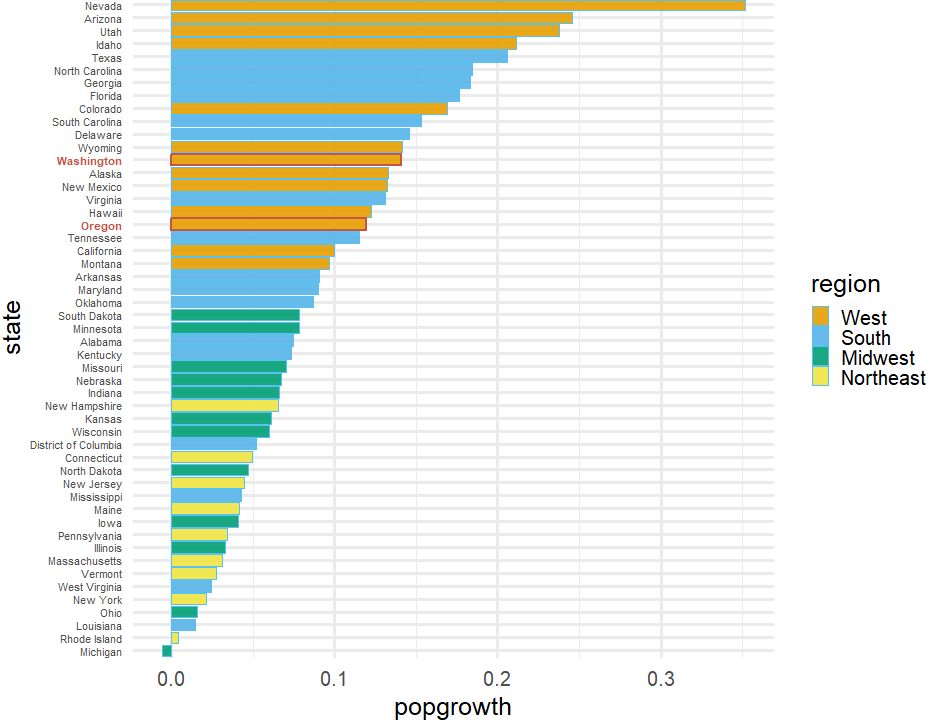 Nevada
Arizona
Utah
Idaho
Texas
North Carolina
Georgia
Florida
Colorado
South Carolina
Delaware
Wyoming
Washington
Alaska
New Mexico
Virginia
Hawaii
Oregon
Tennessee
California
Montana
Arkansas
Maryland
Oklahoma
South Dakota
Minnesota
Alabama
Kentucky
Missouri
Nebraska
Indiana
New Hampshire
Kansas
Wisconsin
District of Columbia
Connecticut
North Dakota
New Jersey
Mississippi
Maine
Iowa
Pennsylvania
Illinois
Massachusetts
Vermont
West Virginia
New York
Ohio
Louisiana
Rhode Island
Michigan
state
0.0 0.1 0.2 0.3
popgrowth
region
West
South
Midwest
Northeast